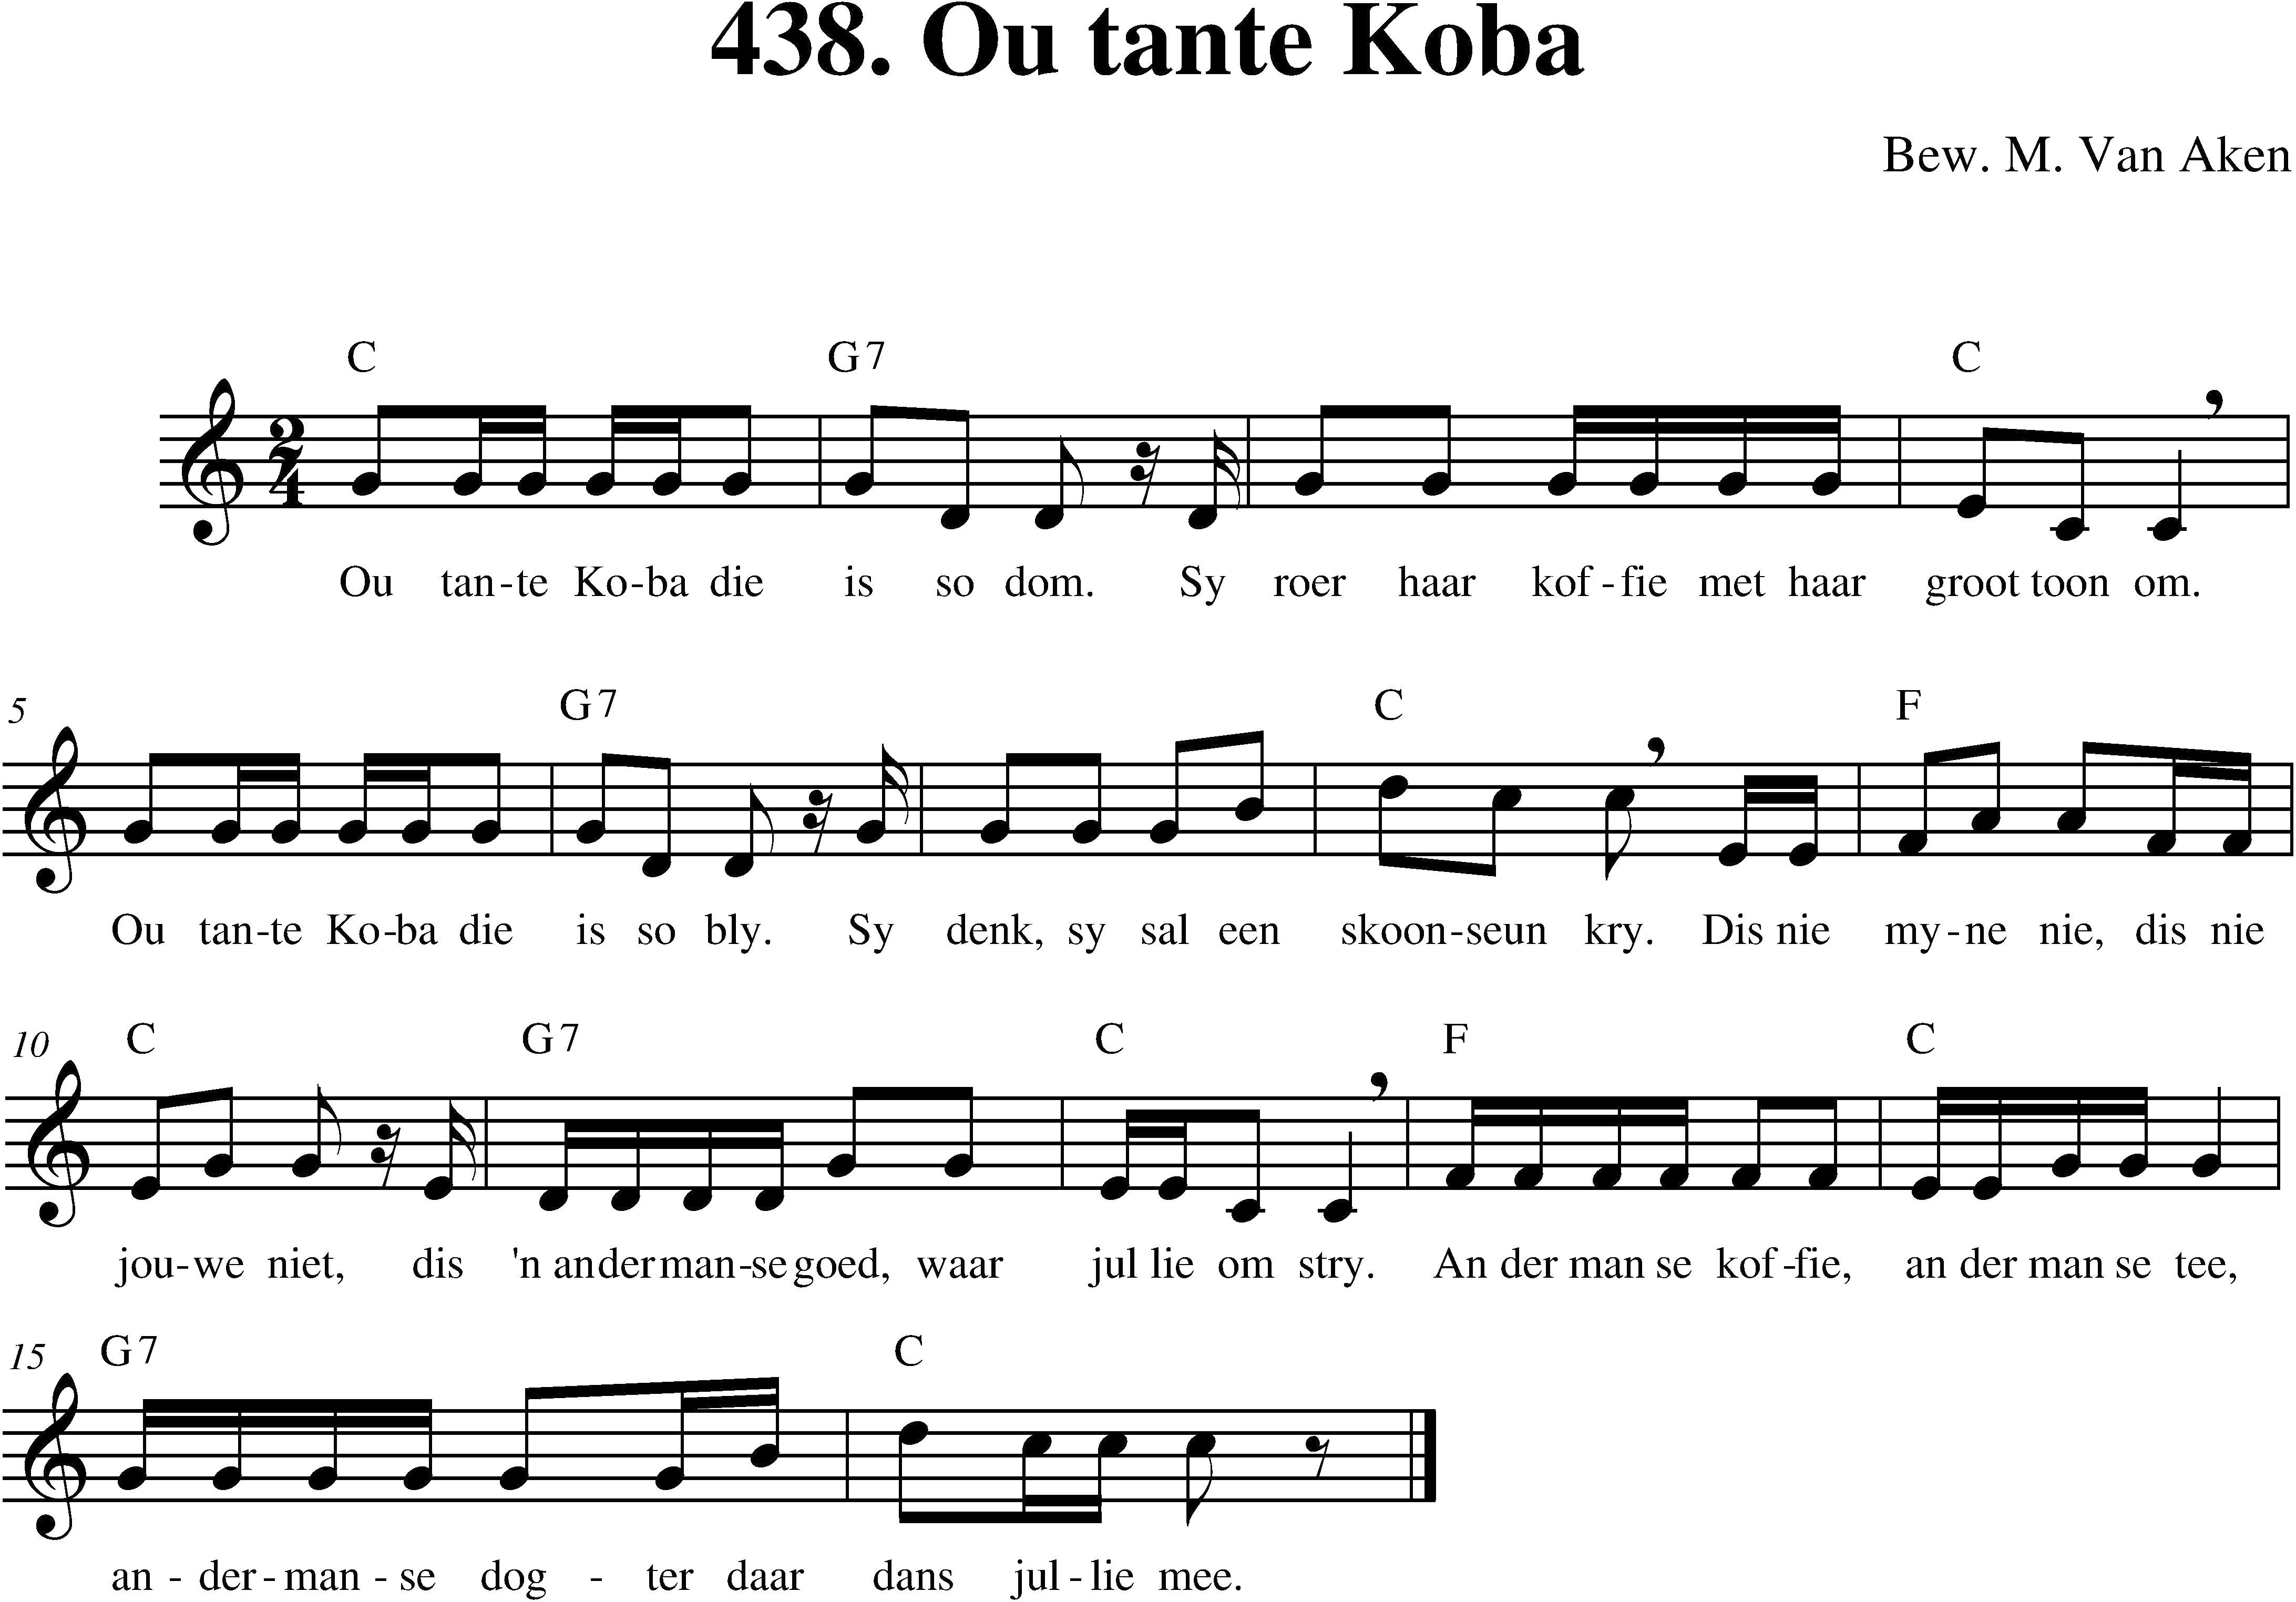 438. Ou tante Koba
Bew. M. Van Aken
C G7 C
2
4
Ou tan-te Ko-ba die is so dom. Sy roer haar kof-fie met haar groot toon om.
5 G7 C F
Ou tan-te Ko-ba die is so bly. Sy denk, sy sal een skoon-seun kry. Dis nie my-ne nie, dis nie
10 C G7 C F C
jou-we niet, dis 'n anderman-se goed, waar jul lie om stry. An der man se kof-fie, an der man se tee,
15 G7 C
an-der-man-se dog-ter daar dans jul-lie mee.